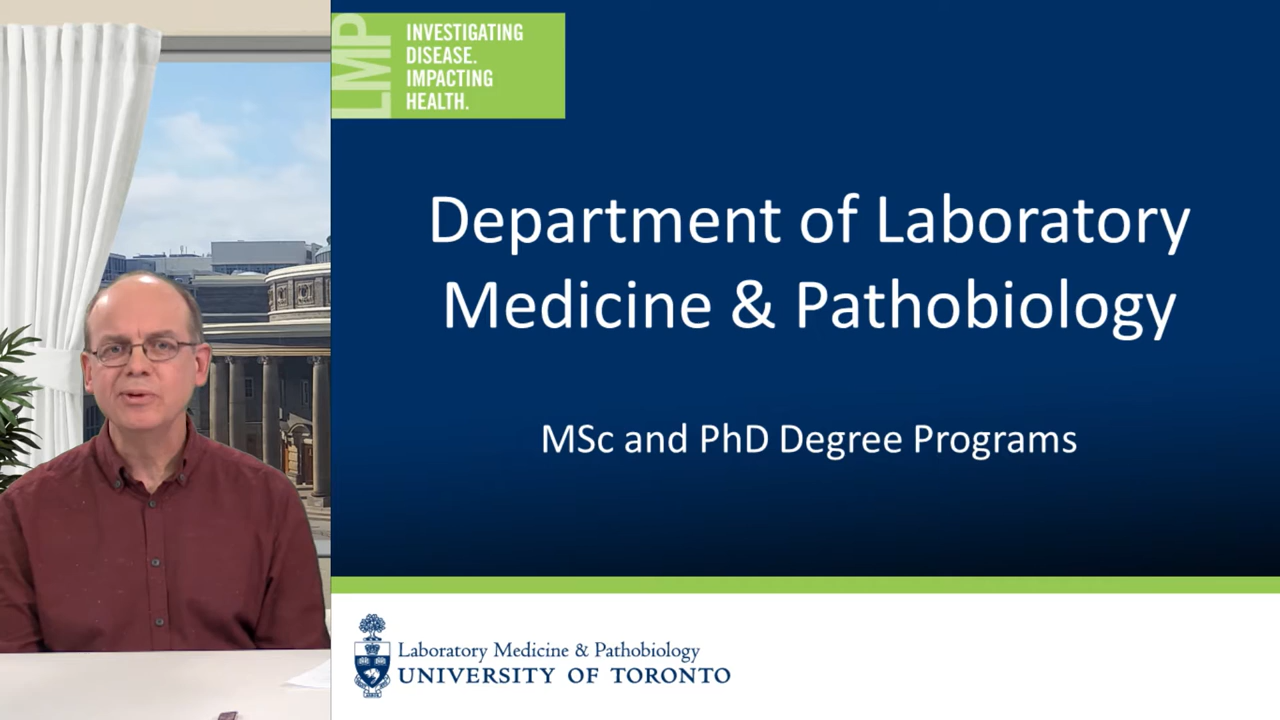 LMP
INVESTIGATING
DISEASE.
IMPACTING
HEALTH.
Department of Laboratory
Medicine & Pathobiology
MSc and PhD Degree Programs
Laboratory Medicine & Pathobiology
UNIVERSITY OF TORONTO